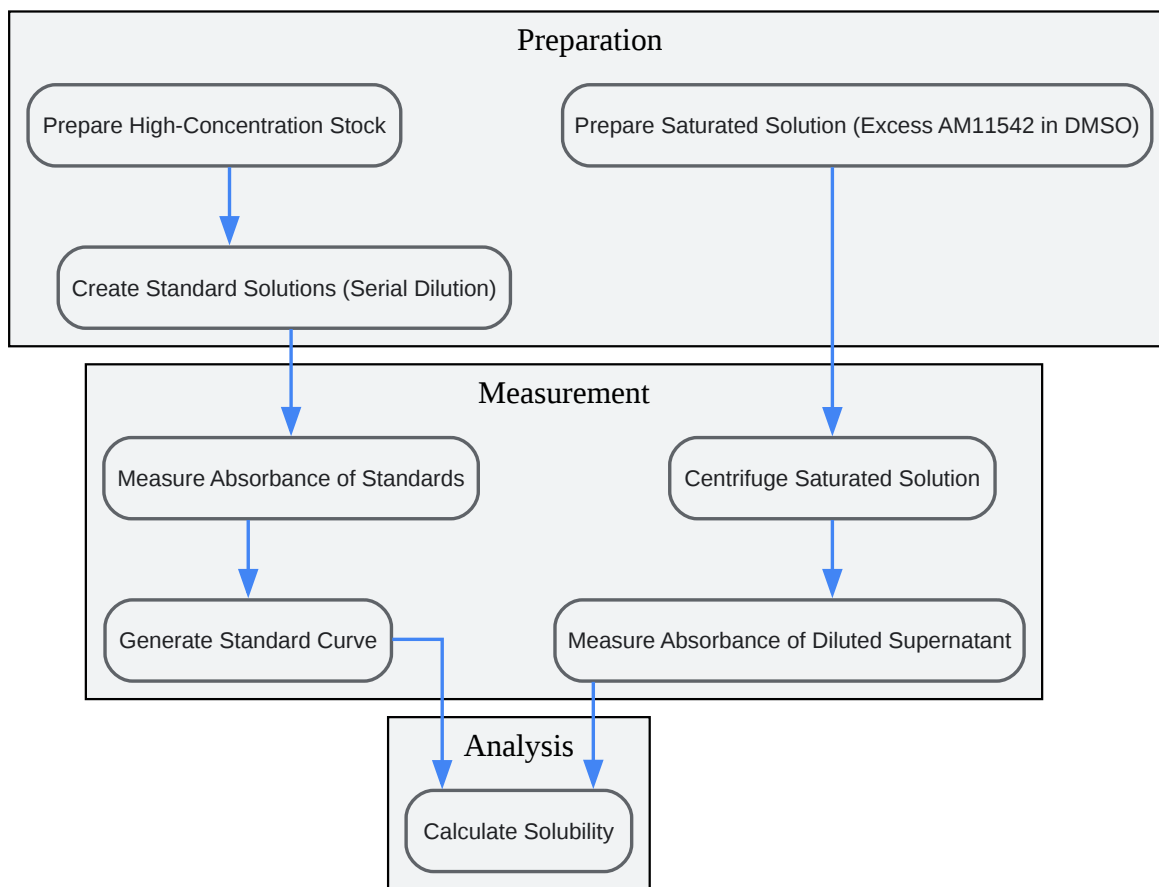 Preparation
Prepare High-Concentration Stock
Prepare Saturated Solution (Excess AM11542 in DMSO)
Create Standard Solutions (Serial Dilution)
Measurement
Measure Absorbance of Standards
Centrifuge Saturated Solution
Generate Standard Curve
Measure Absorbance of Diluted Supernatant
Analysis
Calculate Solubility